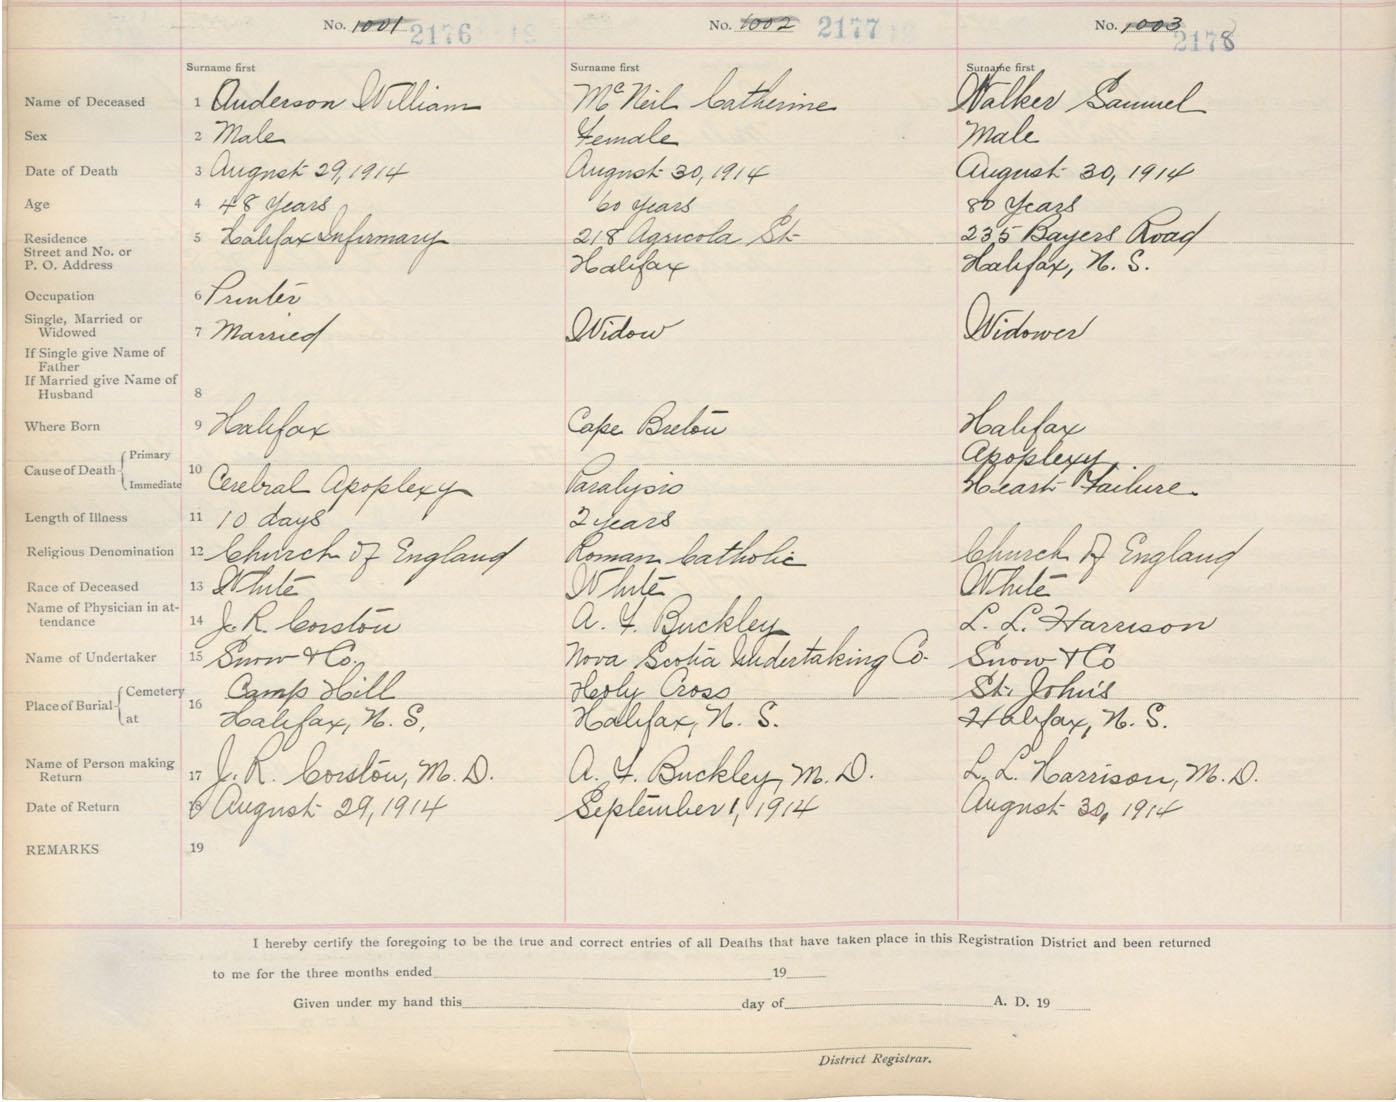 No. 1001 2176 No. 1002 2177 No. 1003 2178
Surname first Surname first Surname first
Name of Deceased 1 Anderson William McNeil Catherine Walker Samuel
Sex 2 Male Female Male
Date of Death 3 August 29, 1914 August 30, 1914 August 30, 1914
Age 4 48 Years 60 years 80 Years
Residence 5 Halifax Infirmary 218 Agricola St. 235 Bayers Road
Street and No. or
P. O. Address Halifax Halifax, N. S.
Occupation 6 Printer
Single, Married or
Widowed 7 Married Widow Widower
If Single give Name of
Father
If Married give Name of
Husband 8
Where Born 9 Halifax Cape Breton Halifax
Primary Apoplexy
Cause of Death 10
Immediate Cerebral Apoplexy Paralysis Heart Failure.
Length of Illness 11 10 days 2 years
Religious Denomination 12 Church of England Roman Catholic Church of England
Race of Deceased 13 White White White
Name of Physician in at-
tendance 14 J. R. Corston A. F. Buckley L. L. Harrison
Name of Undertaker 15 Snow & Co. Nova Scotia Undertaking Co. Snow & Co
Cemetery Camp Hill Holy Cross St. John's
Place of Burial 16
at Halifax, N. S. Halifax, N. S. Halifax, N. S.
Name of Person making
Return 17 J. R. Corston, M. D. A. F. Buckley, M. D. L. L. Harrison, M. D.
Date of Return 18 August 29, 1914 September 1, 1914 August 30, 1914
REMARKS 19
I hereby certify the foregoing to be the true and correct entries of all Deaths that have taken place in this Registration District and been returned
to me for the three months ended 19
Given under my hand this day of A. D. 19
District Registrar.